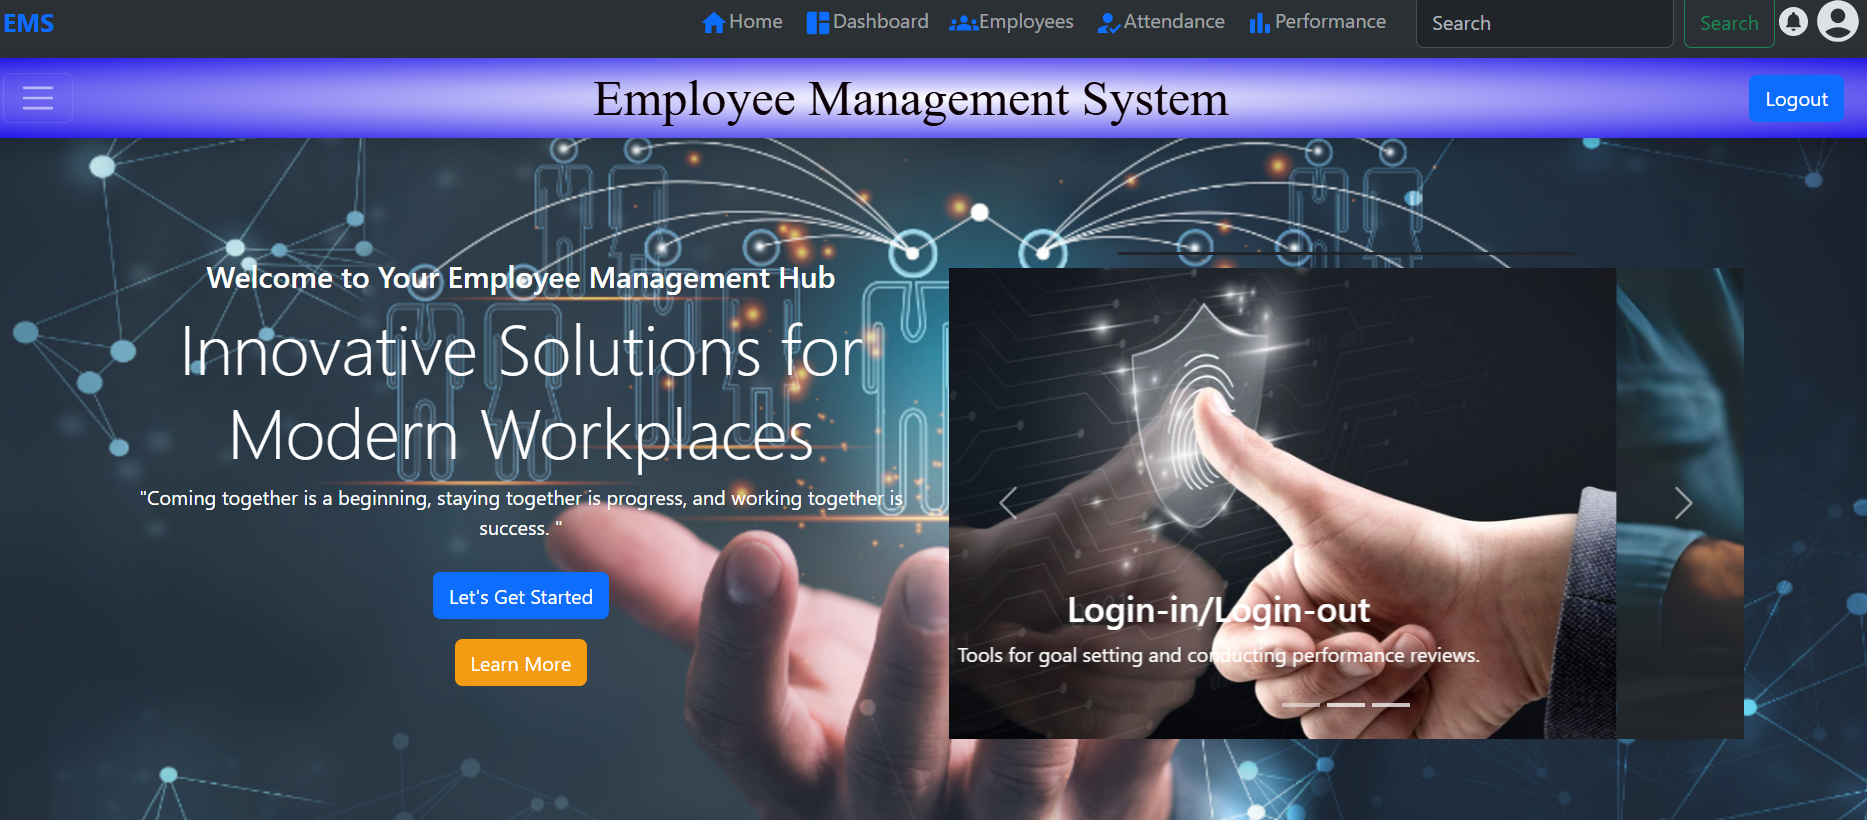 EMS
Home
Dashboard
Employees
Attendance
Performance
Search
Search
Employee Management System
Logout
Welcome to Your Employee Management Hub
Innovative Solutions for
Modern Workplaces
"Coming together is a beginning, staying together is progress, and working together is
success. "
Let's Get Started
Learn More
Login-in/Login-out
Tools for goal setting and conducting performance reviews.